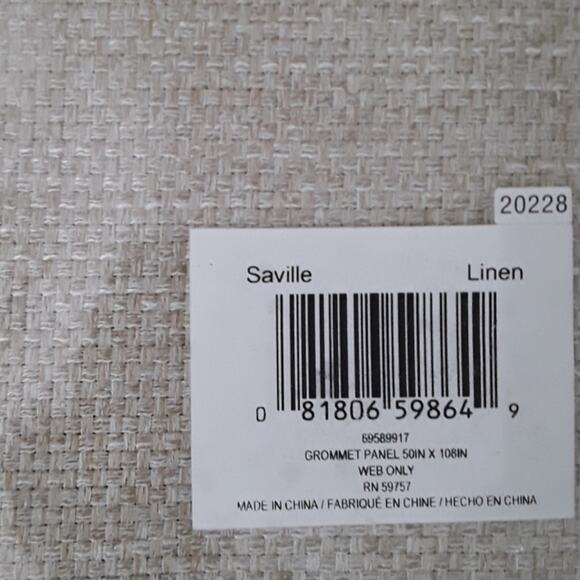 20228
Saville Linen
0 81806 59864 9
69589917
GROMMET PANEL 50IN X 108IN
WEB ONLY
RN 59757
MADE IN CHINA / FABRIQUÉ EN CHINE / HECHO EN CHINA